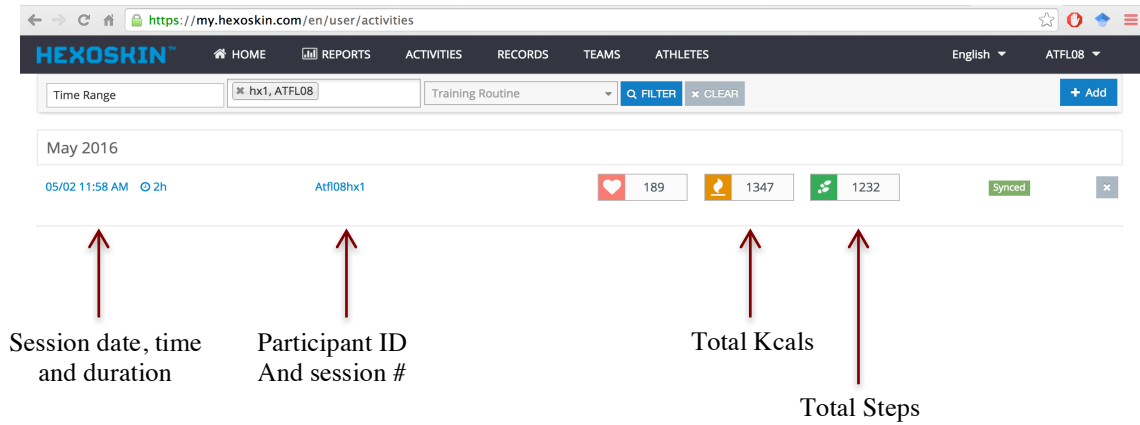 https://my.hexoskin.com/en/user/activities
HEXOSKIN™ HOME REPORTS ACTIVITIES RECORDS TEAMS ATHLETES English ATFL08
Time Range × hx1, ATFL08 Training Routine FILTER × CLEAR + Add
May 2016
05/02 11:58 AM 2h Atfl08hx1 189 1347 1232 Synced ×
Session date, time
and duration
Participant ID
And session #
Total Kcals
Total Steps